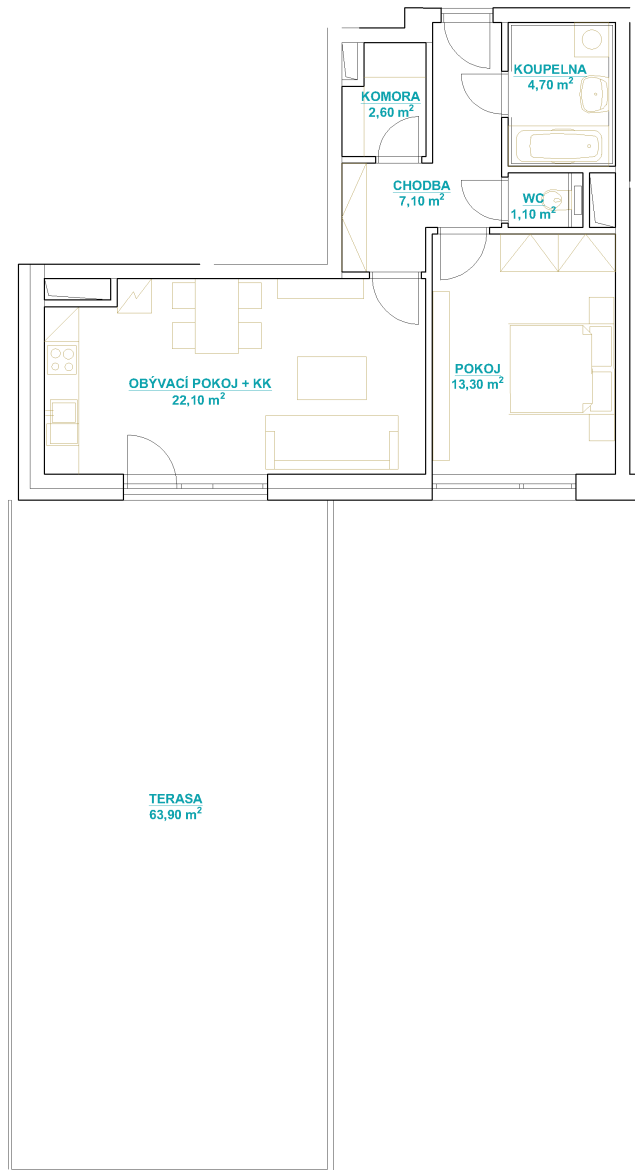 KOUPELNA
4,70 m²
KOMORA
2,60 m²
CHODBA
7,10 m²
WC
1,10 m²
POKOJ
13,30 m²
OBÝVACÍ POKOJ + KK
22,10 m²
TERASA
63,90 m²